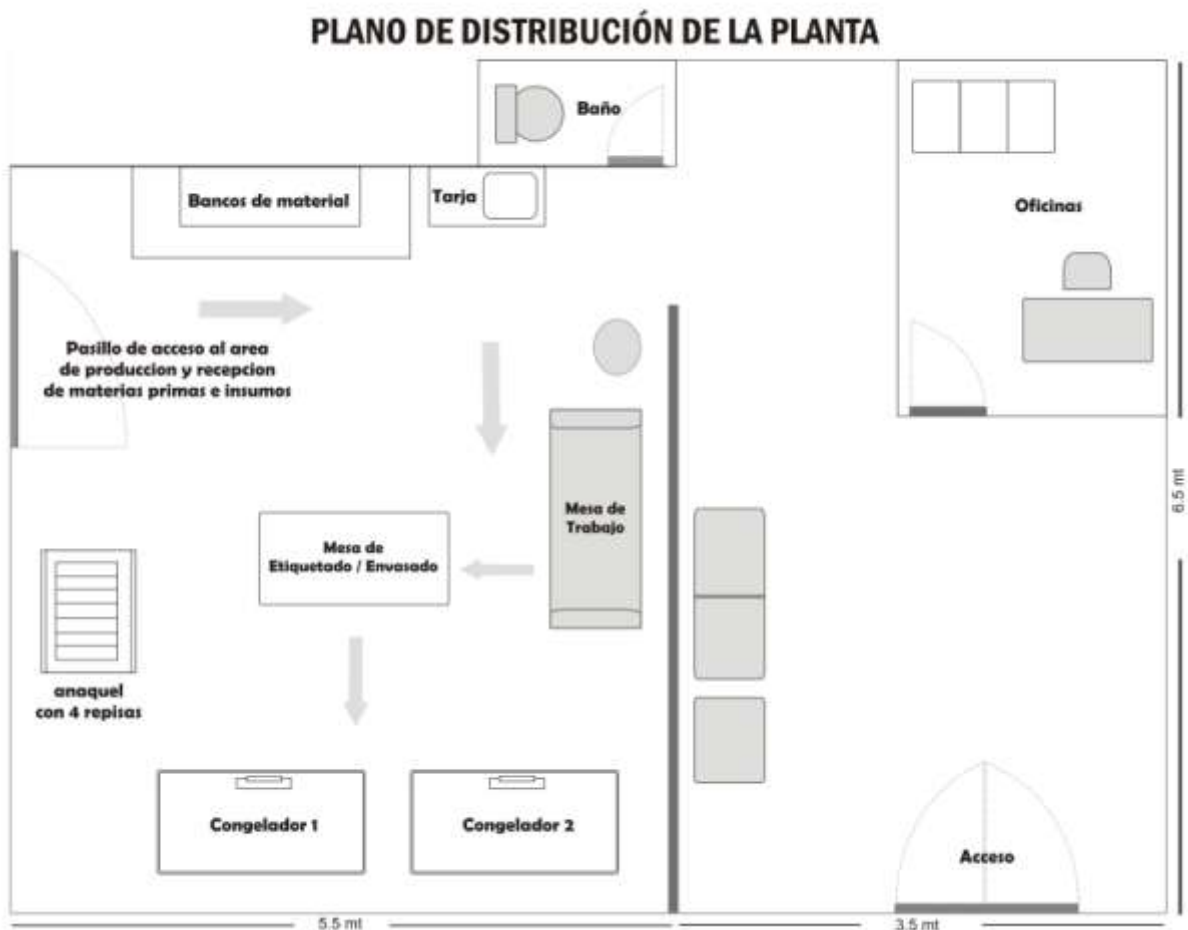 PLANO DE DISTRIBUCIÓN DE LA PLANTA
Baño
Bancos de material
Tarja
Oficinas
Pasillo de acceso al area
de produccion y recepcion
de materias primas e insumos
Mesa de
Trabajo
Mesa de
Etiquetado / Envasado
6.5 mt
anaquel
con 4 repisas
Congelador 1
Congelador 2
Acceso
5.5 mt
3.5 mt